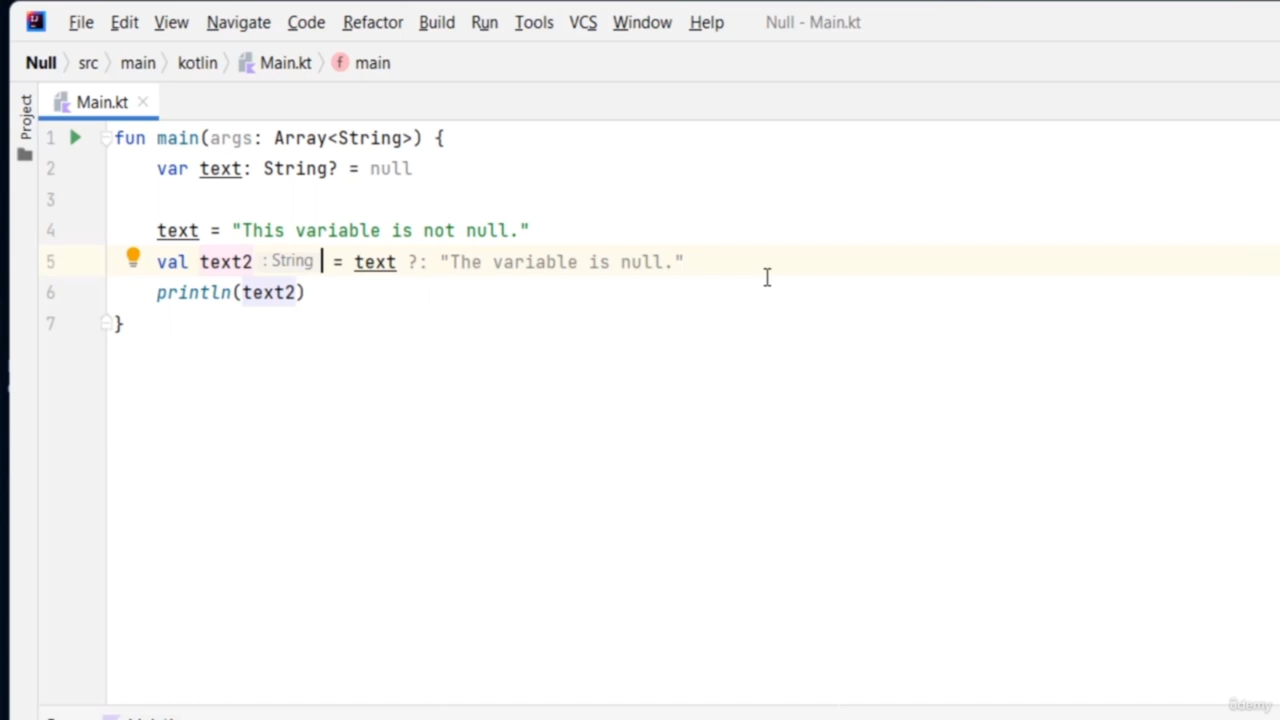 File Edit View Navigate Code Refactor Build Run Tools VCS Window Help Null - Main.kt
Null src main kotlin Main.kt f main
Project
Main.kt
1 fun main(args: Array<String>) {
2 var text: String? = null
3
4 text = "This variable is not null."
5 val text2 : String = text ?: "The variable is null."
6 println(text2)
7 }
ûdemy